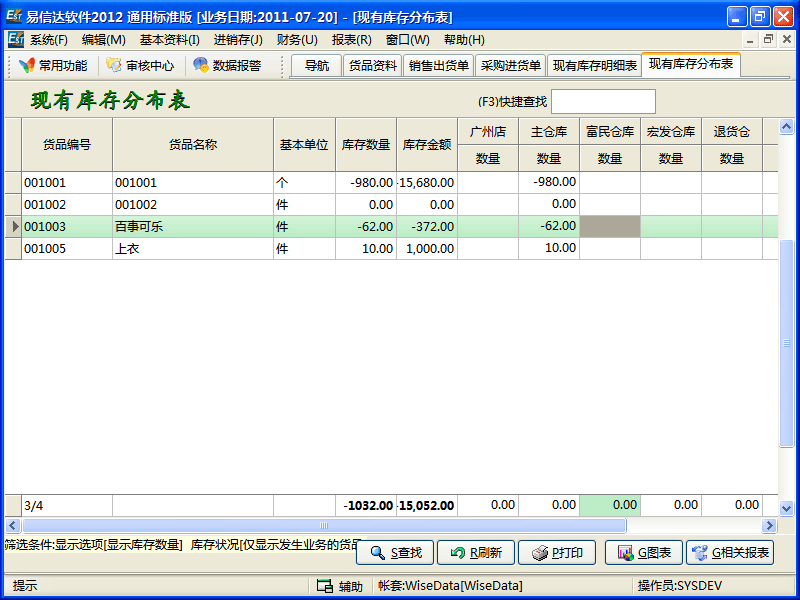 易信达软件2012 通用标准版 [业务日期:2011-07-20] - [现有库存分布表]
系统(F) 编辑(M) 基本资料(I) 进销存(J) 财务(U) 报表(R) 窗口(W) 帮助(H)
常用功能 审核中心 数据报警 导航 货品资料 销售出货单 采购进货单 现有库存明细表 现有库存分布表
现有库存分布表 (F3)快捷查找
货品编号 货品名称 基本单位 库存数量 库存金额 广州店 主仓库 富民仓库 宏发仓库 退货仓
数量 数量 数量 数量 数量
001001 001001 个 -980.00 -15,680.00 -980.00
001002 001002 件 0.00 0.00 0.00
001003 百事可乐 件 -62.00 -372.00 -62.00
001005 上衣 件 10.00 1,000.00 10.00
3/4 -1032.00 -15,052.00 0.00 0.00 0.00 0.00 0.00
筛选条件:显示选项[显示库存数量] 库存状况[仅显示发生业务的货品
S查找 R刷新 P打印 G图表 G相关报表
提示 辅助 帐套:WiseData[WiseData] 操作员:SYSDEV